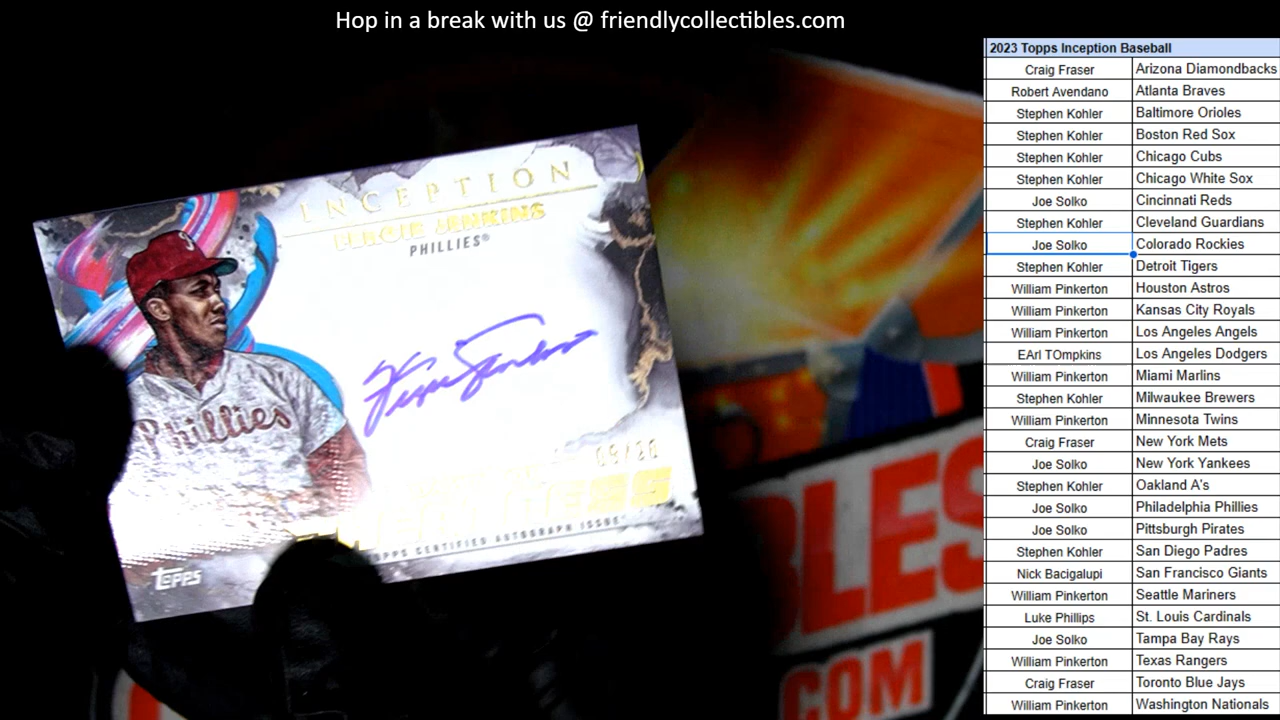 Hop in a break with us @ friendlycollectibles.com
INCEPTION
FERGIE JENKINS
PHILLIES®
Phillies
TOPPS CERTIFIED AUTOGRAPH ISSUE
TOPPS
BLES
.COM
2023 Topps Inception Baseball
Craig Fraser Arizona Diamondbacks
Robert Avendano Atlanta Braves
Stephen Kohler Baltimore Orioles
Stephen Kohler Boston Red Sox
Stephen Kohler Chicago Cubs
Stephen Kohler Chicago White Sox
Joe Solko Cincinnati Reds
Stephen Kohler Cleveland Guardians
Joe Solko Colorado Rockies
Stephen Kohler Detroit Tigers
William Pinkerton Houston Astros
William Pinkerton Kansas City Royals
William Pinkerton Los Angeles Angels
EArl TOmpkins Los Angeles Dodgers
William Pinkerton Miami Marlins
Stephen Kohler Milwaukee Brewers
William Pinkerton Minnesota Twins
Craig Fraser New York Mets
Joe Solko New York Yankees
Stephen Kohler Oakland A's
Joe Solko Philadelphia Phillies
Joe Solko Pittsburgh Pirates
Stephen Kohler San Diego Padres
Nick Bacigalupi San Francisco Giants
William Pinkerton Seattle Mariners
Luke Phillips St. Louis Cardinals
Joe Solko Tampa Bay Rays
William Pinkerton Texas Rangers
Craig Fraser Toronto Blue Jays
William Pinkerton Washington Nationals